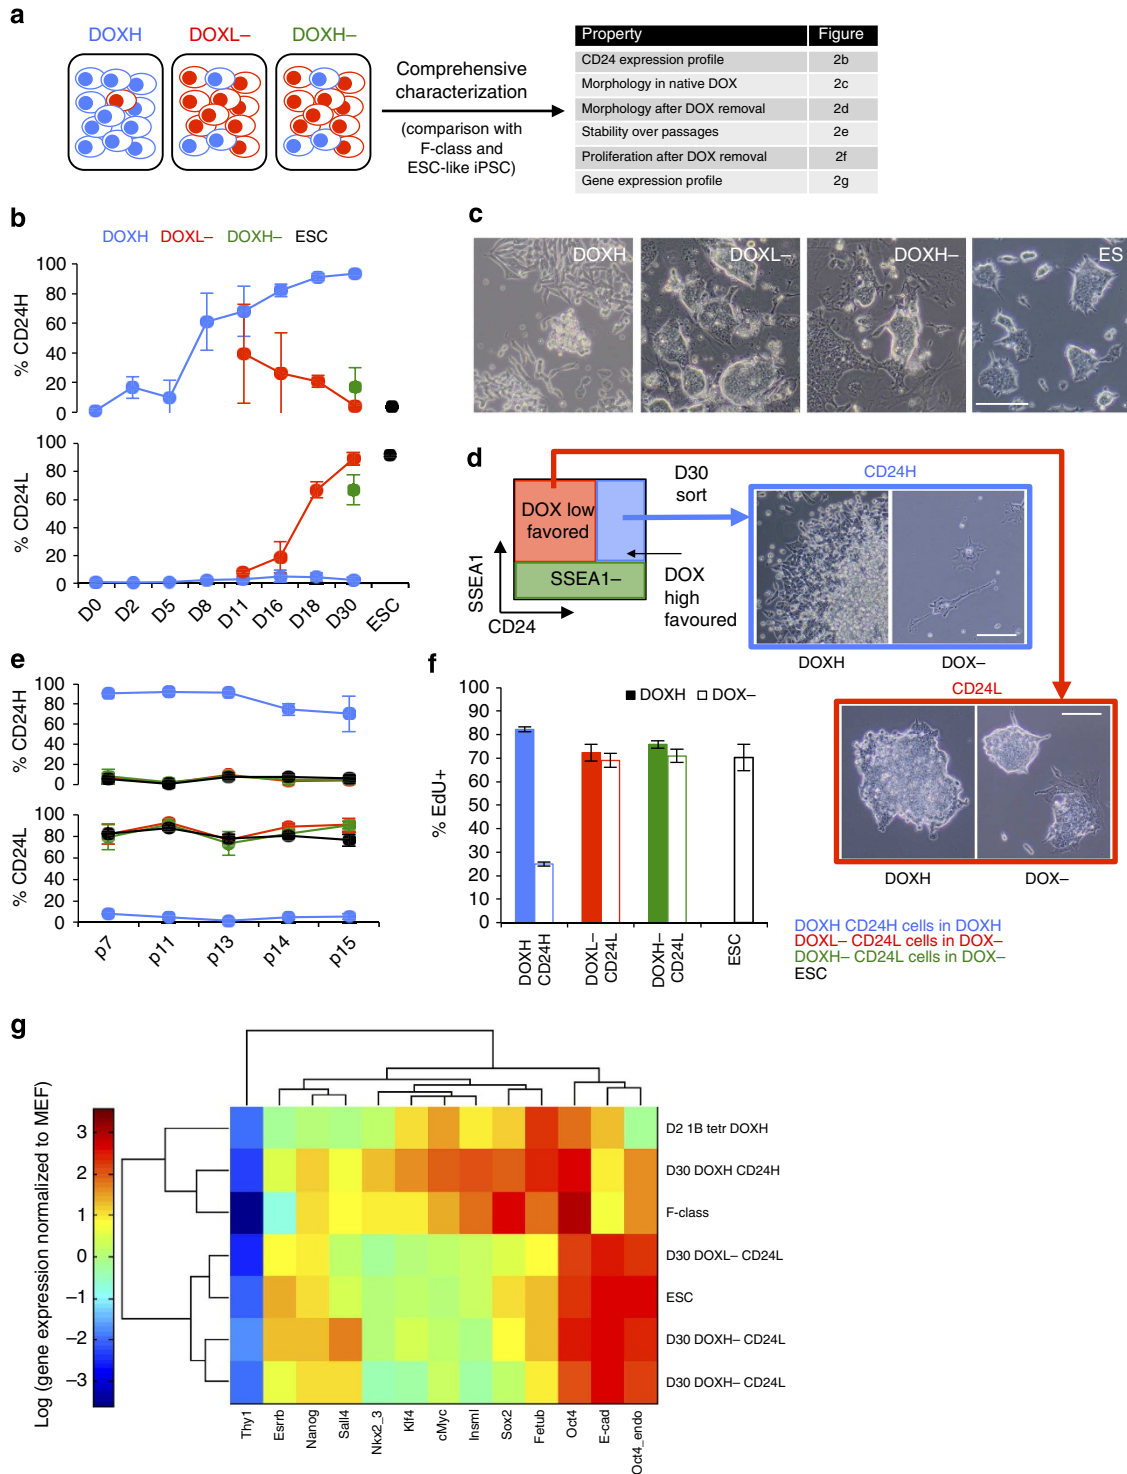 a
DOXH
DOXL–
DOXH–
Comprehensive
characterization
(comparison with
F-class and
ESC-like iPSC)
Property Figure
CD24 expression profile 2b
Morphology in native DOX 2c
Morphology after DOX removal 2d
Stability over passages 2e
Proliferation after DOX removal 2f
Gene expression profile 2g
b
DOXH DOXL– DOXH– ESC
% CD24H
100
80
60
40
20
0
% CD24L
100
80
60
40
20
0
D0 D2 D5 D8 D11 D16 D18 D30 ESC
c
DOXH
DOXL–
DOXH–
ES
d
SSEA1
CD24
DOX low
favored
SSEA1–
D30
sort
DOX
high
favoured
CD24H
DOXH DOX–
CD24L
DOXH DOX–
e
% CD24H
100
80
60
40
20
0
% CD24L
100
80
60
40
20
0
p7 p11 p13 p14 p15
f
% EdU+
100
90
80
70
60
50
40
30
20
10
0
DOXH DOX–
DOXH
CD24H
DOXL–
CD24L
DOXH–
CD24L
ESC
DOXH CD24H cells in DOXH
DOXL– CD24L cells in DOX–
DOXH– CD24L cells in DOX–
ESC
g
Log (gene expression normalized to MEF)
3
2
1
0
–1
–2
–3
D2 1B tetr DOXH
D30 DOXH CD24H
F-class
D30 DOXL– CD24L
ESC
D30 DOXH– CD24L
D30 DOXH– CD24L
Thy1 Esrrb Nanog Sall4 Nkx2_3 Klf4 cMyc Insml Sox2 Fetub Oct4 E-cad Oct4_endo